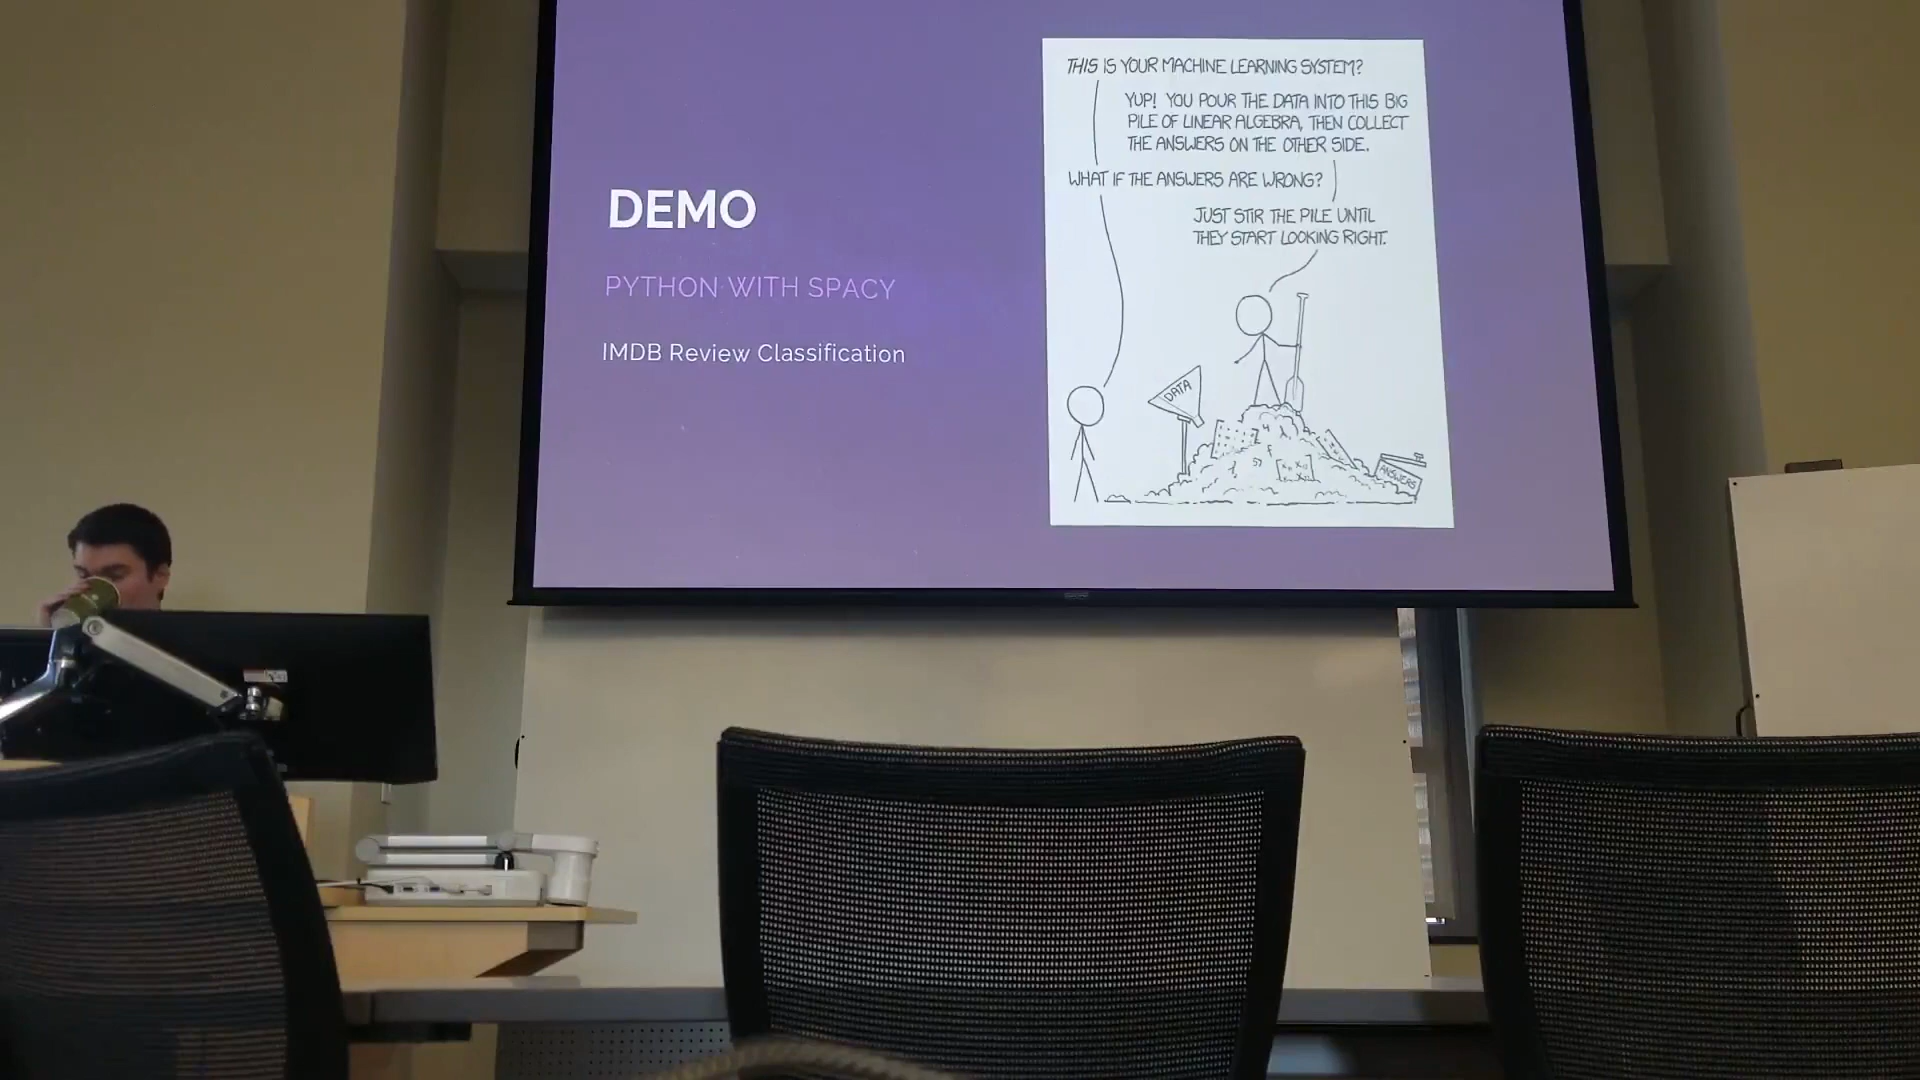 DEMO
PYTHON WITH SPACY
IMDB Review Classification
THIS IS YOUR MACHINE LEARNING SYSTEM?
YUP! YOU POUR THE DATA INTO THIS BIG
PILE OF LINEAR ALGEBRA, THEN COLLECT
THE ANSWERS ON THE OTHER SIDE.
WHAT IF THE ANSWERS ARE WRONG?
JUST STIR THE PILE UNTIL
THEY START LOOKING RIGHT.
DATA
ANSWERS